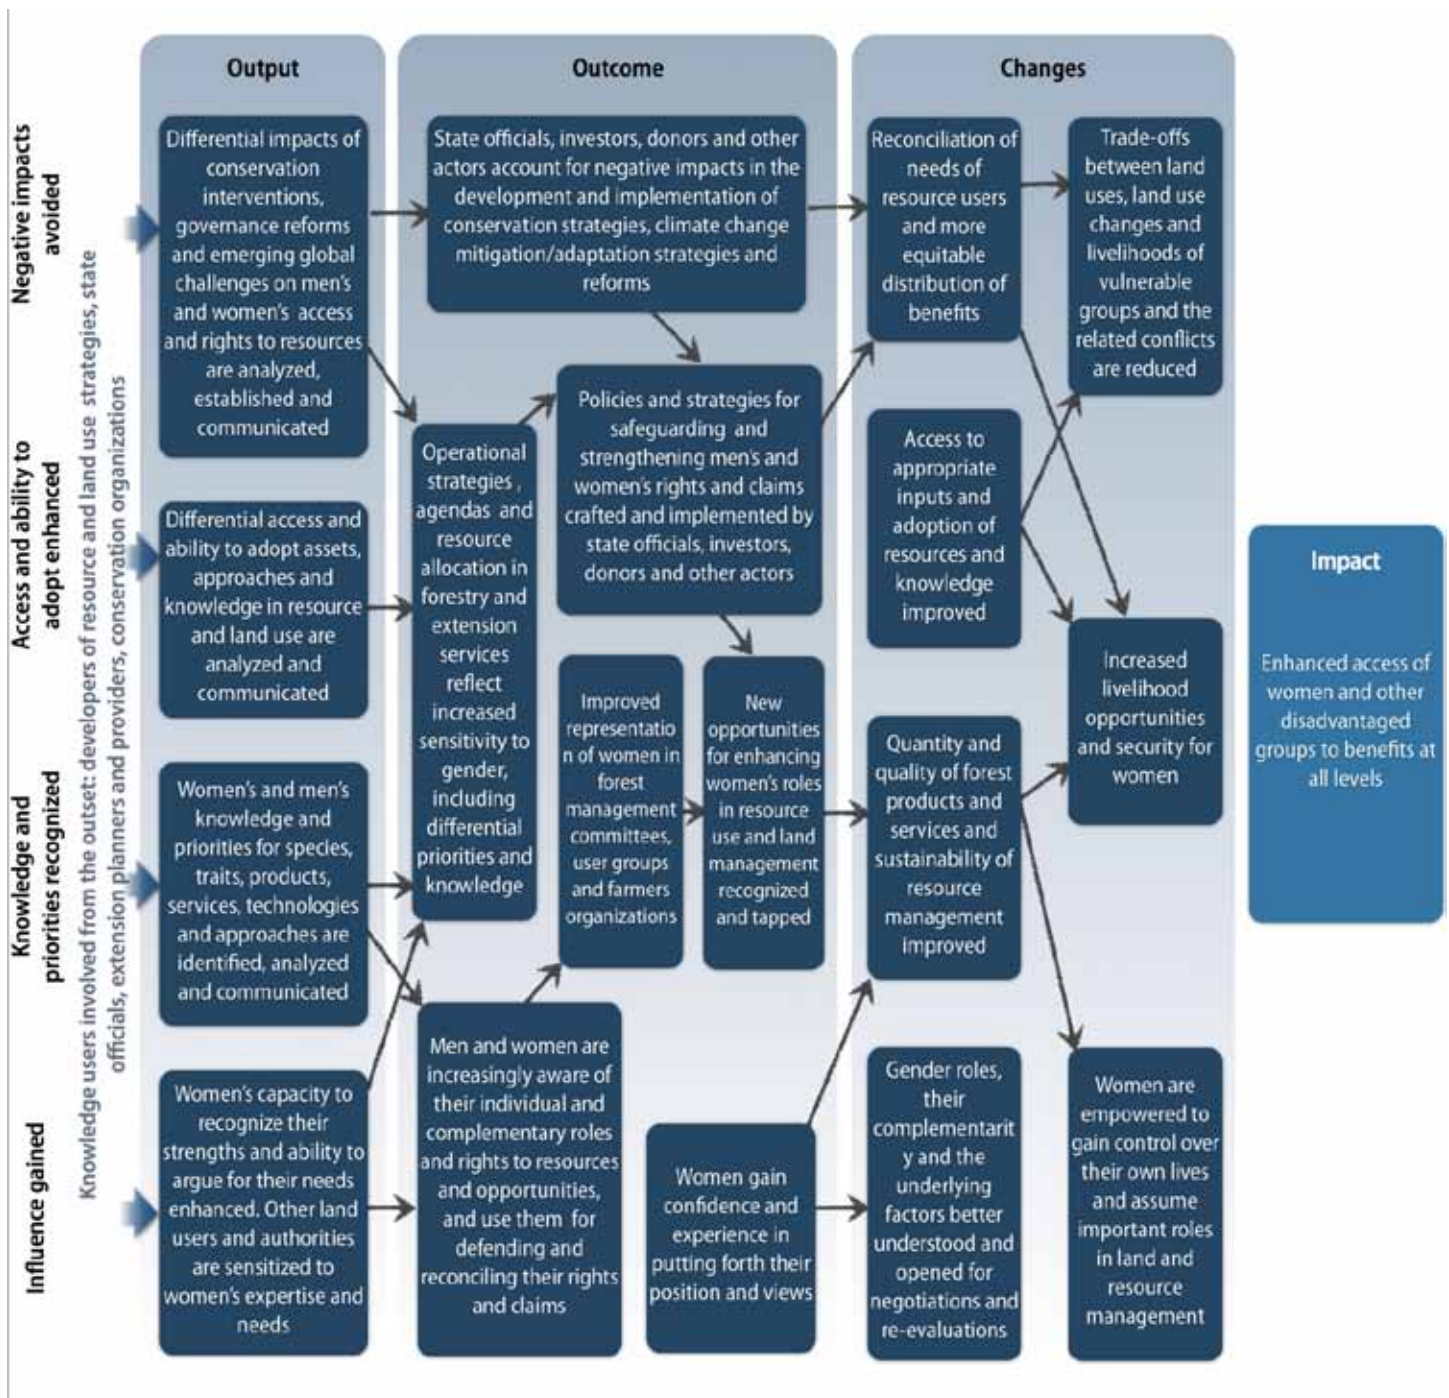 Output
Outcome
Changes
Negative impacts
avoided
Access and ability to
adopt enhanced
Knowledge and
priorities recognized
Influence gained
Knowledge users involved from the outset: developers of resource and land use strategies, state
officials, extension planners and providers, conservation organizations
Differential impacts of
conservation
interventions,
governance reforms
and emerging global
challenges on men's
and women's access
and rights to resources
are analyzed,
established and
communicated
Differential access and
ability to adopt assets,
approaches and
knowledge in resource
and land use are
analyzed and
communicated
Women's and men's
knowledge and
priorities for species,
traits, products,
services, technologies
and approaches are
identified, analyzed
and communicated
Women's capacity to
recognize their
strengths and ability to
argue for their needs
enhanced. Other land
users and authorities
are sensitized to
women's expertise and
needs
State officials, investors, donors and other
actors account for negative impacts in the
development and implementation of
conservation strategies, climate change
mitigation/adaptation strategies and
reforms
Operational
strategies ,
agendas and
resource
allocation in
forestry and
extension
services
reflect
increased
sensitivity to
gender,
including
differential
priorities and
knowledge
Policies and strategies for
safeguarding and
strengthening men's and
women's rights and claims
crafted and implemented by
state officials, investors,
donors and other actors
Improved
representatio
n of women in
forest
management
committees,
user groups
and farmers
organizations
New
opportunities
for enhancing
women's roles
in resource
use and land
management
recognized
and tapped
Men and women are
increasingly aware of
their individual and
complementary roles
and rights to resources
and opportunities,
and use them for
defending and
reconciling their rights
and claims
Women gain
confidence and
experience in
putting forth their
position and views
Reconciliation of
needs of
resource users
and more
equitable
distribution of
benefits
Trade-offs
between land
uses, land use
changes and
livelihoods of
vulnerable
groups and the
related conflicts
are reduced
Access to
appropriate
inputs and
adoption of
resources and
knowledge
improved
Increased
livelihood
opportunities
and security for
women
Quantity and
quality of forest
products and
services and
sustainability of
resource
management
improved
Gender roles,
their
complementarit
y and the
underlying
factors better
understood and
opened for
negotiations and
re-evaluations
Women are
empowered to
gain control over
their own lives
and assume
important roles
in land and
resource
management
Impact
Enhanced access of
women and other
disadvantaged
groups to benefits at
all levels